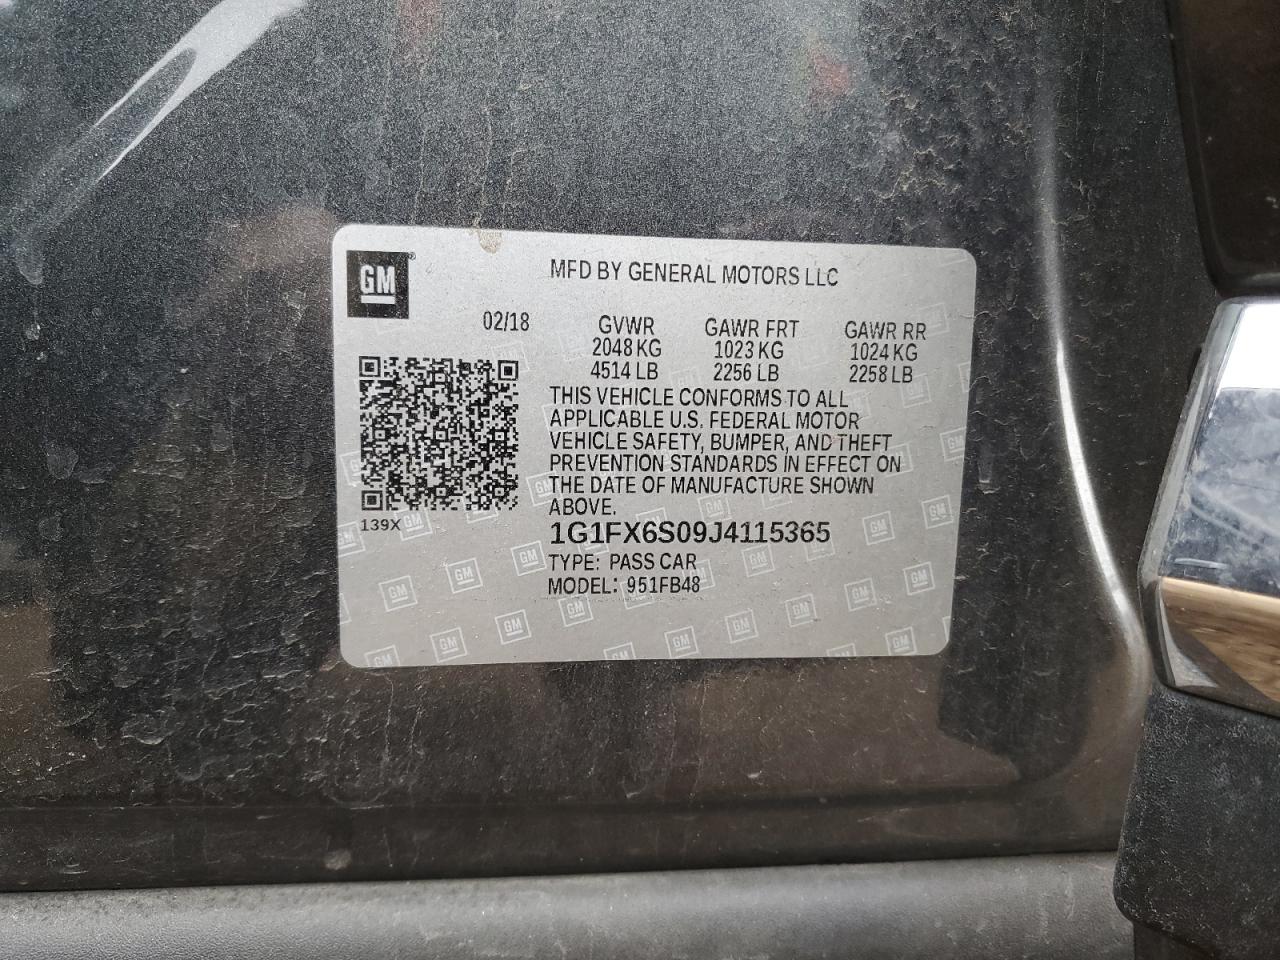 GM
MFD BY GENERAL MOTORS LLC
02/18
GVWR GAWR FRT GAWR RR
2048 KG 1023 KG 1024 KG
4514 LB 2256 LB 2258 LB
THIS VEHICLE CONFORMS TO ALL
APPLICABLE U.S. FEDERAL MOTOR
VEHICLE SAFETY, BUMPER, AND THEFT
PREVENTION STANDARDS IN EFFECT ON
THE DATE OF MANUFACTURE SHOWN
ABOVE.
139X
1G1FX6S09J4115365
TYPE: PASS CAR
MODEL: 951FB48